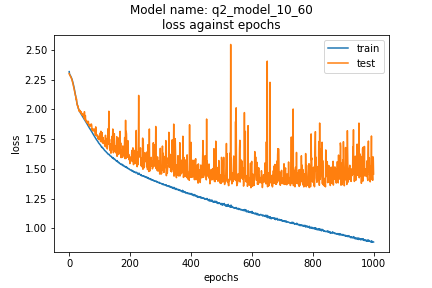 Model name: q2_model_10_60
loss against epochs
train
test
loss
2.50
2.25
2.00
1.75
1.50
1.25
1.00
0 200 400 600 800 1000
epochs